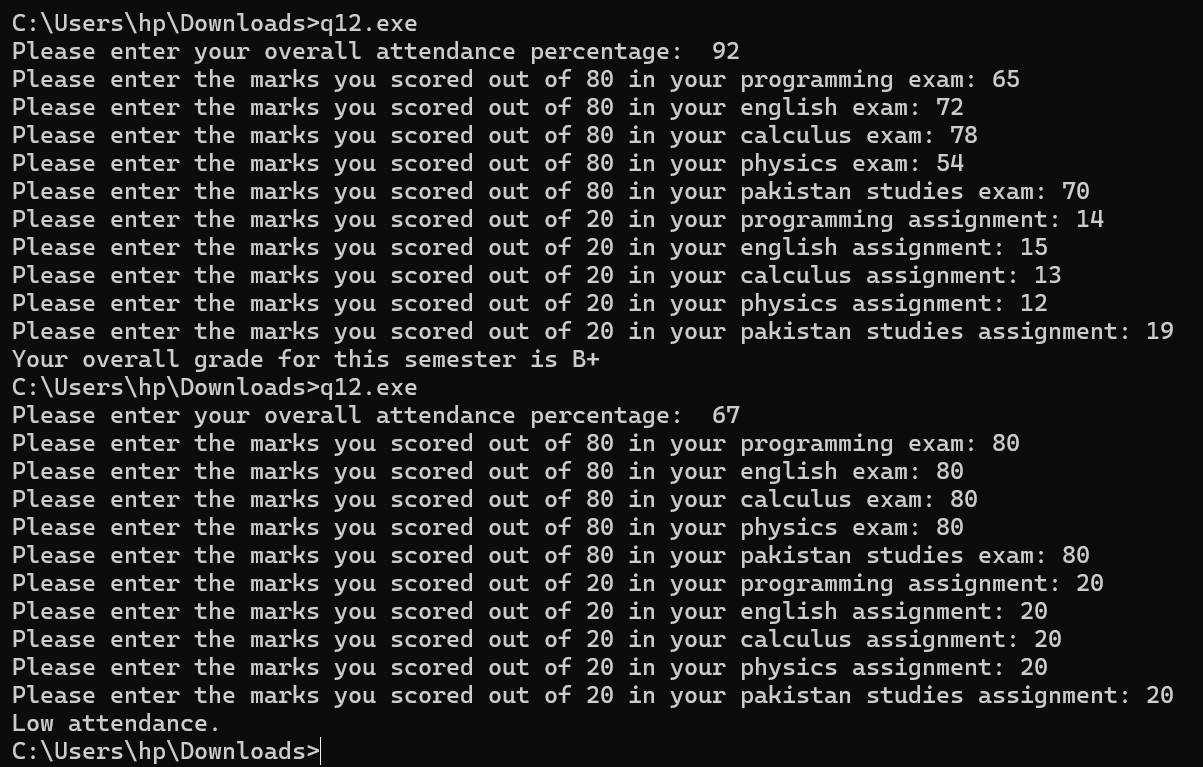 C:\Users\hp\Downloads>q12.exe
Please enter your overall attendance percentage:  92
Please enter the marks you scored out of 80 in your programming exam: 65
Please enter the marks you scored out of 80 in your english exam: 72
Please enter the marks you scored out of 80 in your calculus exam: 78
Please enter the marks you scored out of 80 in your physics exam: 54
Please enter the marks you scored out of 80 in your pakistan studies exam: 70
Please enter the marks you scored out of 20 in your programming assignment: 14
Please enter the marks you scored out of 20 in your english assignment: 15
Please enter the marks you scored out of 20 in your calculus assignment: 13
Please enter the marks you scored out of 20 in your physics assignment: 12
Please enter the marks you scored out of 20 in your pakistan studies assignment: 19
Your overall grade for this semester is B+
C:\Users\hp\Downloads>q12.exe
Please enter your overall attendance percentage:  67
Please enter the marks you scored out of 80 in your programming exam: 80
Please enter the marks you scored out of 80 in your english exam: 80
Please enter the marks you scored out of 80 in your calculus exam: 80
Please enter the marks you scored out of 80 in your physics exam: 80
Please enter the marks you scored out of 80 in your pakistan studies exam: 80
Please enter the marks you scored out of 20 in your programming assignment: 20
Please enter the marks you scored out of 20 in your english assignment: 20
Please enter the marks you scored out of 20 in your calculus assignment: 20
Please enter the marks you scored out of 20 in your physics assignment: 20
Please enter the marks you scored out of 20 in your pakistan studies assignment: 20
Low attendance.
C:\Users\hp\Downloads>